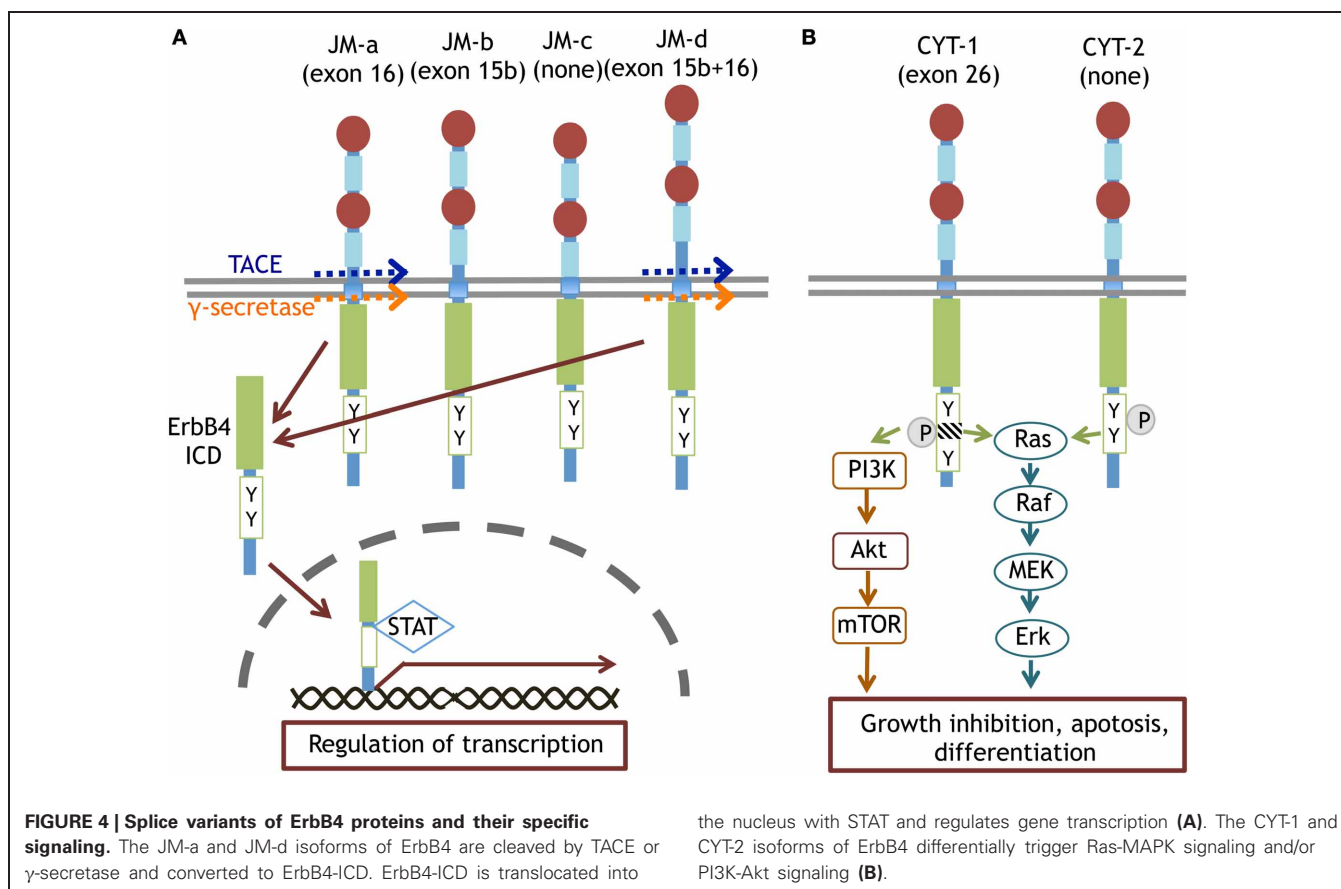 A
JM-a JM-b JM-c JM-d
(exon 16) (exon 15b) (none) (exon 15b+16)
TACE
γ-secretase
Y Y Y Y
Y Y Y Y
ErbB4
ICD
Y
Y
STAT
Regulation of transcription
B
CYT-1 CYT-2
(exon 26) (none)
Y Y
P Y P
Y
PI3K Ras
Akt Raf
mTOR MEK
Erk
Growth inhibition, apotosis,
differentiation
FIGURE 4 | Splice variants of ErbB4 proteins and their specific
signaling. The JM-a and JM-d isoforms of ErbB4 are cleaved by TACE or
γ-secretase and converted to ErbB4-ICD. ErbB4-ICD is translocated into
the nucleus with STAT and regulates gene transcription (A). The CYT-1 and
CYT-2 isoforms of ErbB4 differentially trigger Ras-MAPK signaling and/or
PI3K-Akt signaling (B).